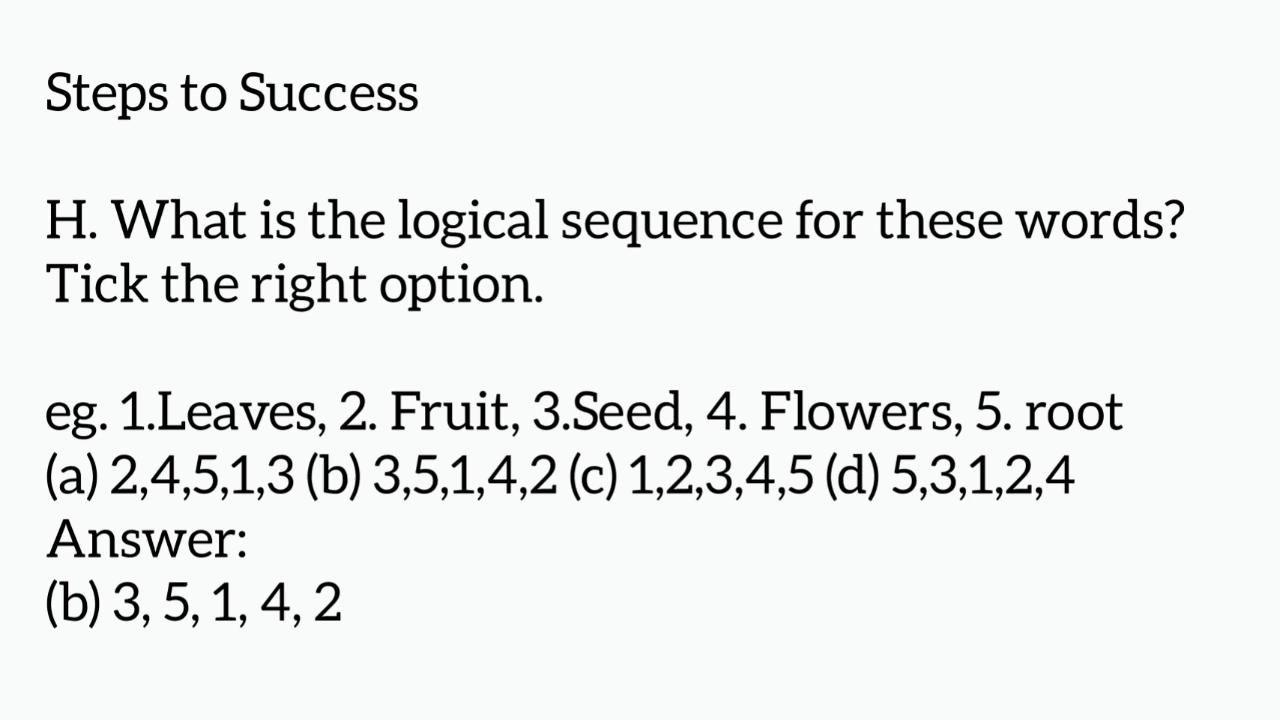 Steps to Success
H. What is the logical sequence for these words?
Tick the right option.
eg. 1.Leaves, 2. Fruit, 3.Seed, 4. Flowers, 5. root
(a) 2,4,5,1,3 (b) 3,5,1,4,2 (c) 1,2,3,4,5 (d) 5,3,1,2,4
Answer:
(b) 3, 5, 1, 4, 2